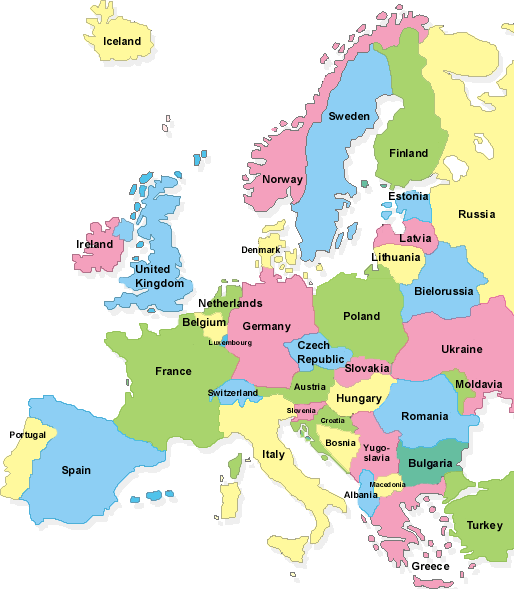 Iceland
Sweden
Finland
Norway
Estonia
Russia
Latvia
Ireland
Denmark
Lithuania
United
Kingdom
Bielorussia
Netherlands
Belgium
Germany
Poland
Luxembourg
Czech
Republic
Ukraine
France
Slovakia
Switzerland
Austria
Moldavia
Hungary
Slovenia
Romania
Croatia
Portugal
Bosnia
Yugo-
slavia
Italy
Spain
Bulgaria
Macedonia
Albania
Turkey
Greece